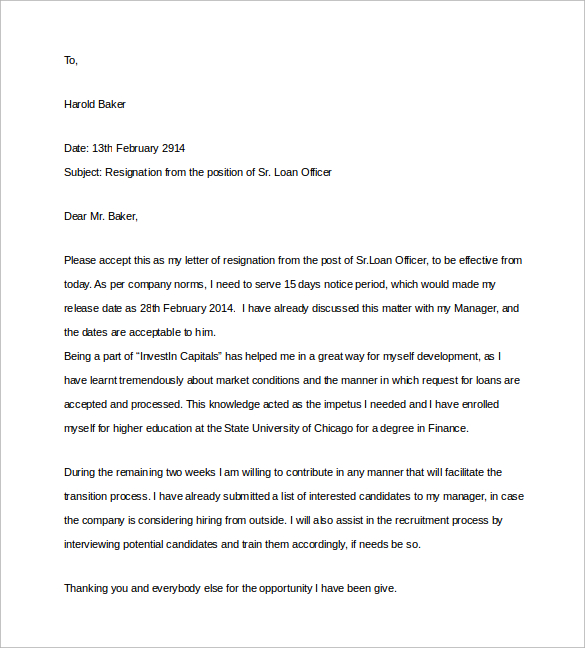 To,
Harold Baker
Date: 13th February 2914
Subject: Resignation from the position of Sr. Loan Officer
Dear Mr. Baker,
Please accept this as my letter of resignation from the post of Sr.Loan Officer, to be effective from
today. As per company norms, I need to serve 15 days notice period, which would made my
release date as 28th February 2014.  I have already discussed this matter with my Manager, and
the dates are acceptable to him.
Being a part of “InvestIn Capitals” has helped me in a great way for myself development, as I
have learnt tremendously about market conditions and the manner in which request for loans are
accepted and processed. This knowledge acted as the impetus I needed and I have enrolled
myself for higher education at the State University of Chicago for a degree in Finance.
During the remaining two weeks I am willing to contribute in any manner that will facilitate the
transition process. I have already submitted a list of interested candidates to my manager, in case
the company is considering hiring from outside. I will also assist in the recruitment process by
interviewing potential candidates and train them accordingly, if needs be so.
Thanking you and everybody else for the opportunity I have been give.